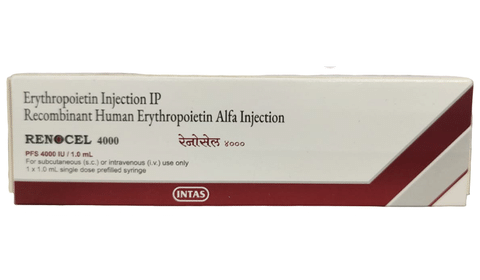 Erythropoietin Injection IP
Recombinant Human Erythropoietin Alfa Injection
RENOCEL 4000 रेनोसेल ४०००
PFS 4000 IU / 1.0 mL
For subcutaneous (s.c.) or intravenous (i.v.) use only
1 x 1.0 mL single dose prefilled syringe
INTAS